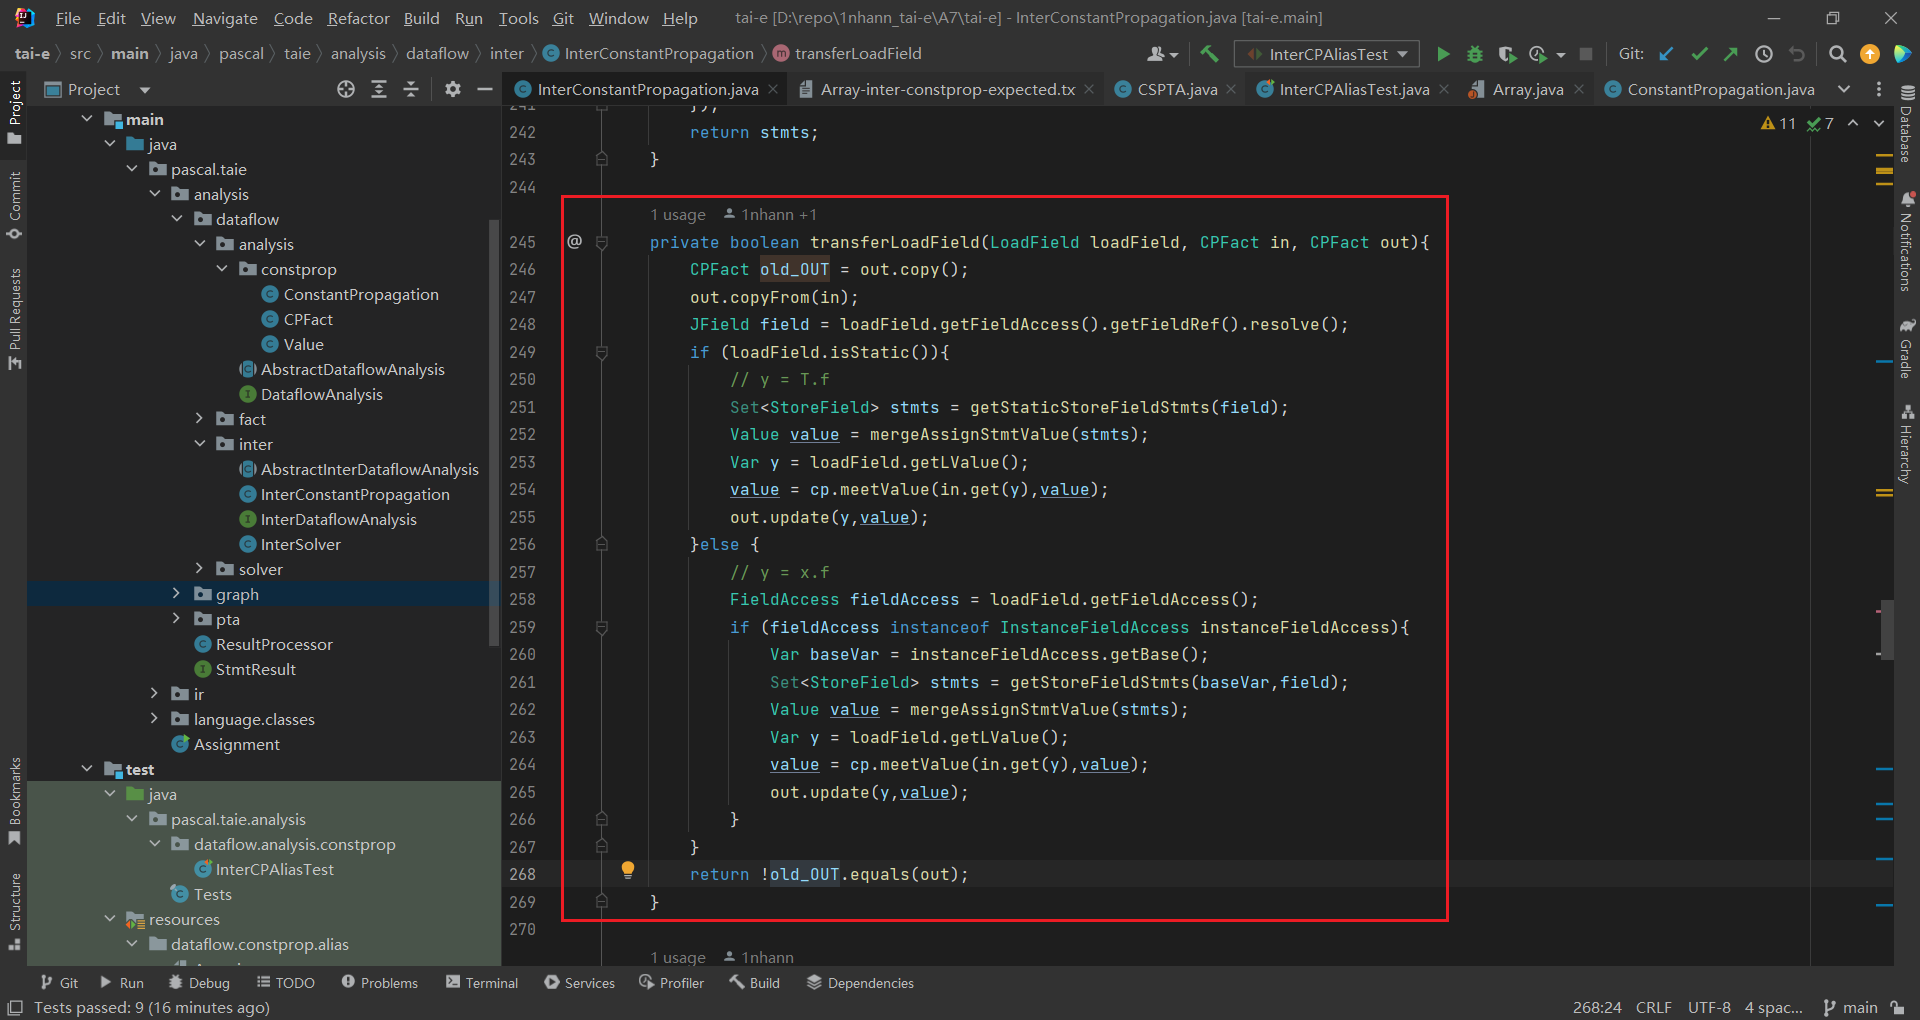 File Edit View Navigate Code Refactor Build Run Tools Git Window Help tai-e [D:\repo\1nhann_tai-e\A7\tai-e] - InterConstantPropagation.java [tai-e.main]
tai-e src main java pascal taie analysis dataflow inter InterConstantPropagation transferLoadField InterCPAliasTest Git:
Project InterConstantPropagation.java Array-inter-constprop-expected.tx CSPTA.java InterCPAliasTest.java Array.java ConstantPropagation.java
Project
Commit
Pull Requests
Bookmarks
Structure
main
java
pascal.taie
analysis
dataflow
analysis
constprop
ConstantPropagation
CPFact
Value
AbstractDataflowAnalysis
DataflowAnalysis
fact
inter
AbstractInterDataflowAnalysis
InterConstantPropagation
InterDataflowAnalysis
InterSolver
solver
graph
pta
ResultProcessor
StmtResult
ir
language.classes
Assignment
test
java
pascal.taie.analysis
dataflow.analysis.constprop
InterCPAliasTest
Tests
resources
dataflow.constprop.alias
11 7
241 });
242 return stmts;
243 }
244
1 usage 1nhann +1
245 @ private boolean transferLoadField(LoadField loadField, CPFact in, CPFact out){
246 CPFact old_OUT = out.copy();
247 out.copyFrom(in);
248 JField field = loadField.getFieldAccess().getFieldRef().resolve();
249 if (loadField.isStatic()){
250 // y = T.f
251 Set<StoreField> stmts = getStaticStoreFieldStmts(field);
252 Value value = mergeAssignStmtValue(stmts);
253 Var y = loadField.getLValue();
254 value = cp.meetValue(in.get(y),value);
255 out.update(y,value);
256 }else {
257 // y = x.f
258 FieldAccess fieldAccess = loadField.getFieldAccess();
259 if (fieldAccess instanceof InstanceFieldAccess instanceFieldAccess){
260 Var baseVar = instanceFieldAccess.getBase();
261 Set<StoreField> stmts = getStoreFieldStmts(baseVar,field);
262 Value value = mergeAssignStmtValue(stmts);
263 Var y = loadField.getLValue();
264 value = cp.meetValue(in.get(y),value);
265 out.update(y,value);
266 }
267 }
268 return !old_OUT.equals(out);
269 }
270
1 usage 1nhann
Database
Notifications
Gradle
Hierarchy
Git Run Debug TODO Problems Terminal Services Profiler Build Dependencies
Tests passed: 9 (16 minutes ago) 268:24 CRLF UTF-8 4 spac... main